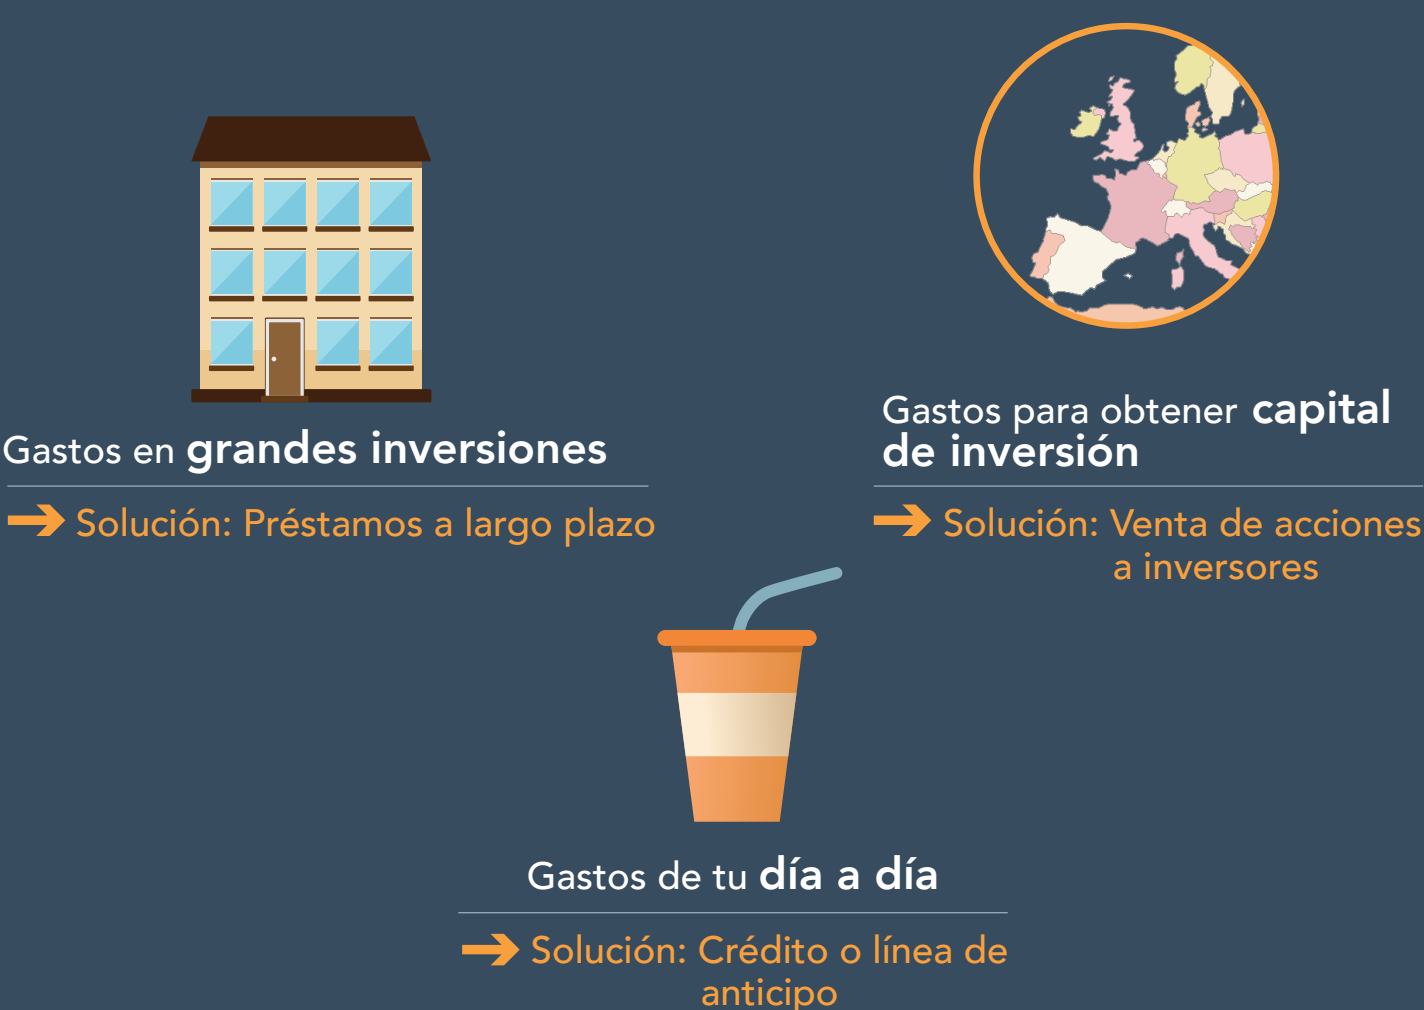 Gastos en grandes inversiones
Solución: Préstamos a largo plazo
Gastos para obtener capital
de inversión
Solución: Venta de acciones
a inversores
Gastos de tu día a día
Solución: Crédito o línea de
anticipo